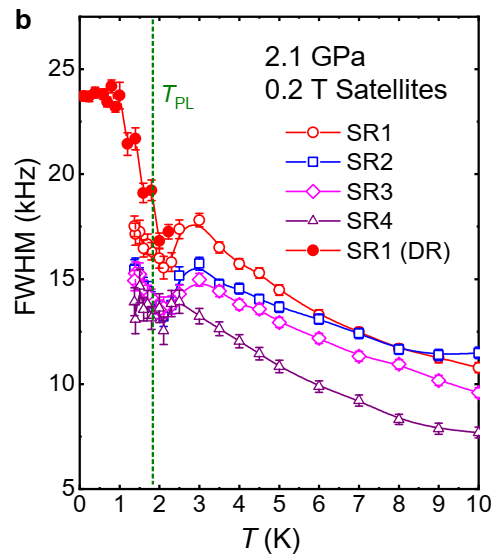 b
2.1 GPa
0.2 T Satellites
T_PL
SR1
SR2
SR3
SR4
SR1 (DR)
FWHM (kHz)
25
20
15
10
5
0 1 2 3 4 5 6 7 8 9 10
T (K)